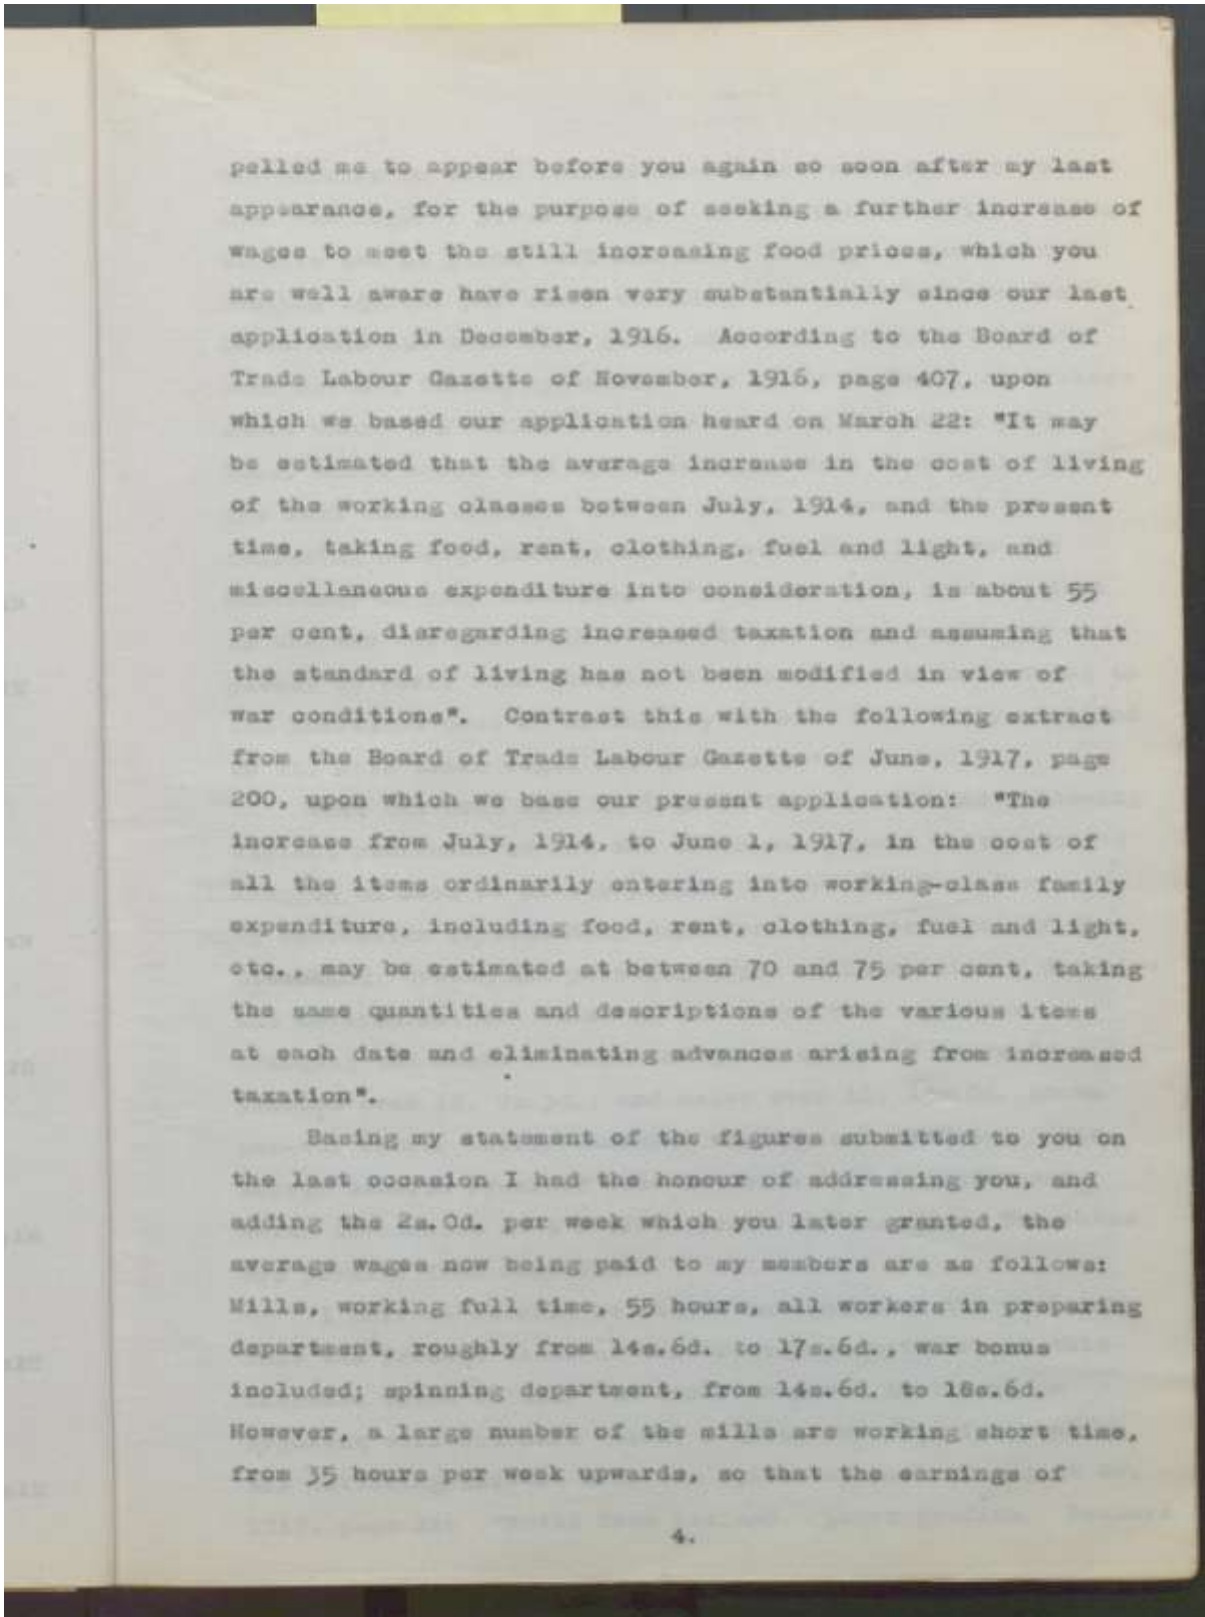 pelled me to appear before you again so soon after my last
appearance, for the purpose of seeking a further increase of
wages to meet the still increasing food prices, which you
are well aware have risen very substantially since our last
application in December, 1916. According to the Board of
Trade Labour Gazette of November, 1916, page 407, upon
which we based our application heard on March 22: "It may
be estimated that the average increase in the cost of living
of the working classes between July, 1914, and the present
time, taking food, rent, clothing, fuel and light, and
miscellaneous expenditure into consideration, is about 55
per cent, disregarding increased taxation and assuming that
the standard of living has not been modified in view of
war conditions". Contrast this with the following extract
from the Board of Trade Labour Gazette of June, 1917, page
200, upon which we base our present application: "The
increase from July, 1914, to June 1, 1917, in the cost of
all the items ordinarily entering into working-class family
expenditure, including food, rent, clothing, fuel and light,
etc., may be estimated at between 70 and 75 per cent, taking
the same quantities and descriptions of the various items
at each date and eliminating advances arising from increased
taxation".
Basing my statement of the figures submitted to you on
the last occasion I had the honour of addressing you, and
adding the 2s.0d. per week which you later granted, the
average wages now being paid to my members are as follows:
Mills, working full time, 55 hours, all workers in preparing
department, roughly from 14s.6d. to 17s.6d., war bonus
included; spinning department, from 14s.6d. to 18s.6d.
However, a large number of the mills are working short time,
from 35 hours per week upwards, so that the earnings of
4.